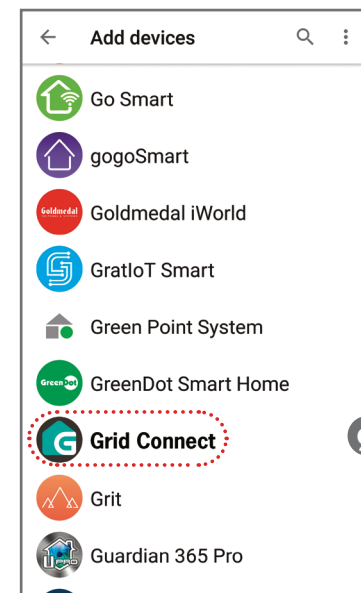 Add devices
Go Smart
gogoSmart
Goldmedal
Goldmedal iWorld
GratIoT Smart
Green Point System
GreenDot
GreenDot Smart Home
G
Grid Connect
Grit
UPRO
Guardian 365 Pro